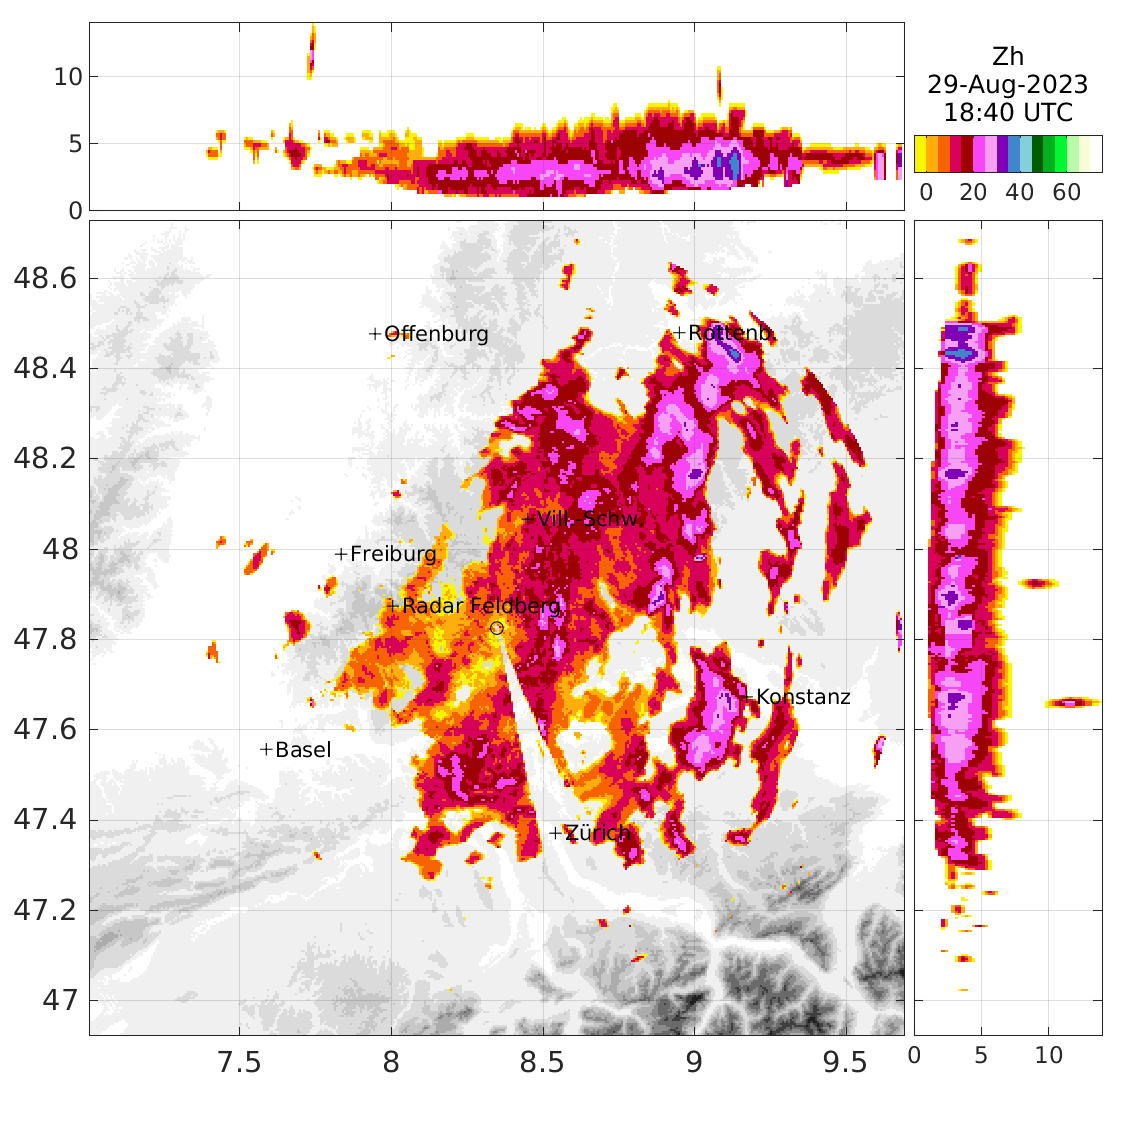 10
5
0
Zh
29-Aug-2023
18:40 UTC
0 20 40 60
48.6
48.4
48.2
48
47.8
47.6
47.4
47.2
47
+Offenburg
+Rottenb.
+Vill.-Schw.
+Freiburg
+Radar Feldberg
+Konstanz
+Basel
+Zürich
7.5 8 8.5 9 9.5
0 5 10